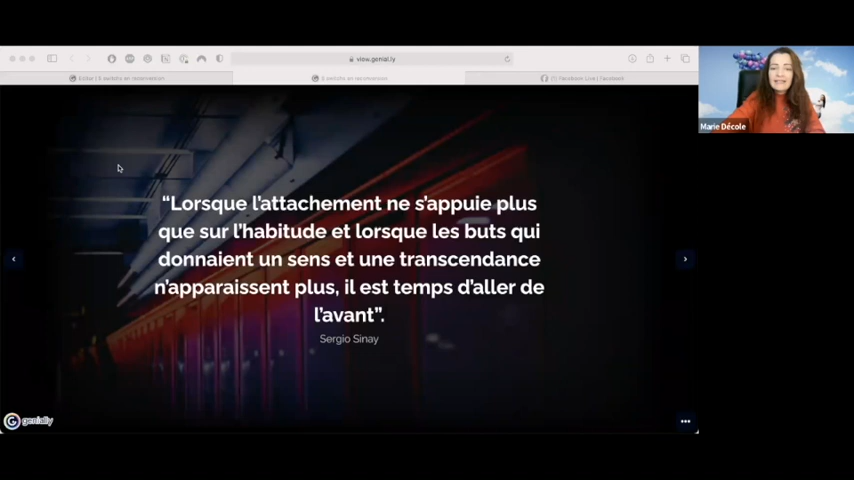 view.genial.ly
Marie Décole
“Lorsque l’attachement ne s’appuie plus
que sur l’habitude et lorsque les buts qui
donnaient un sens et une transcendance
n’apparaissent plus, il est temps d’aller de
l’avant”.
Sergio Sinay
genially